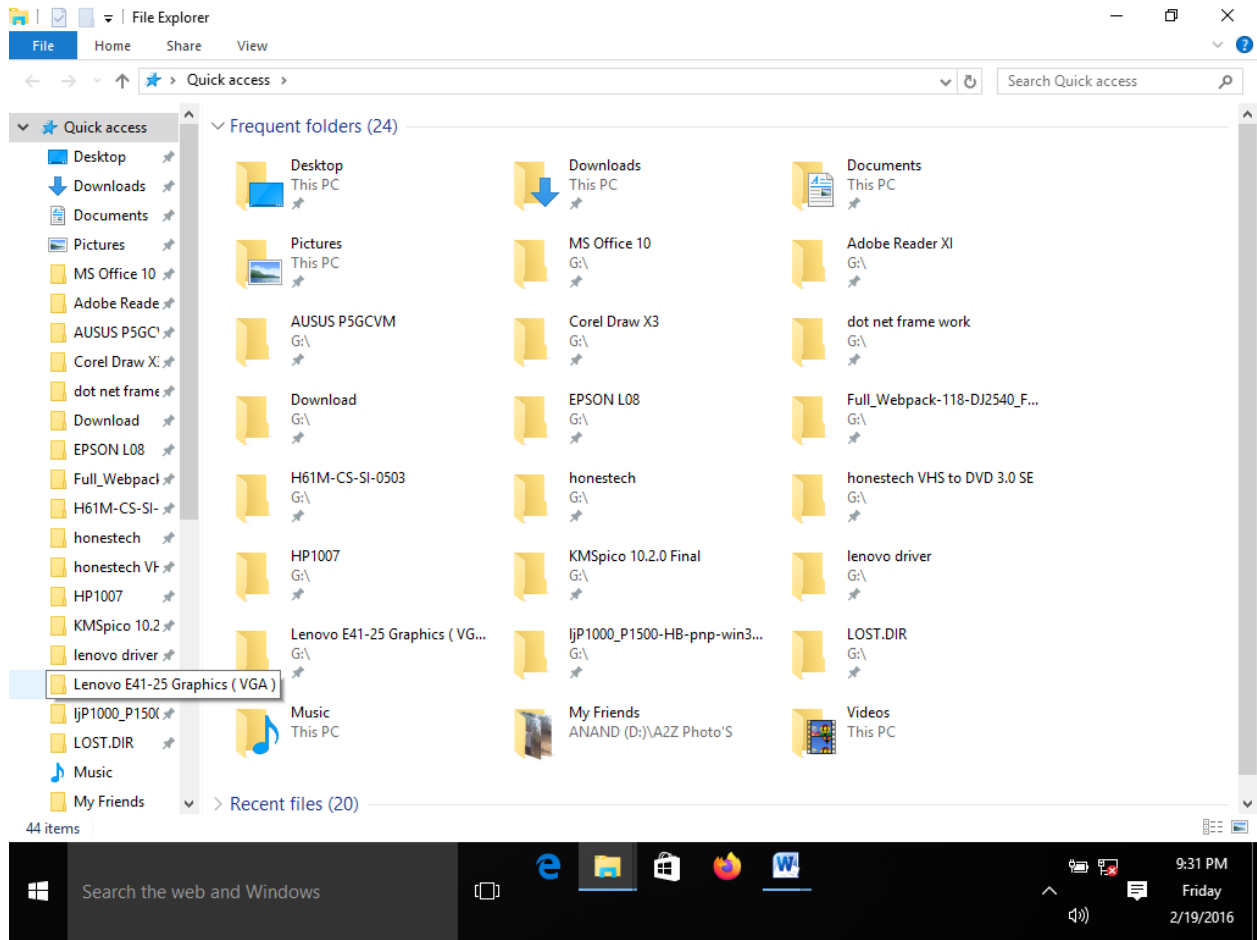 File Explorer
File Home Share View
Quick access
Search Quick access
Quick access
Desktop
Downloads
Documents
Pictures
MS Office 10
Adobe Reade
AUSUS P5GC
Corel Draw X
dot net frame
Download
EPSON L08
Full_Webpacl
H61M-CS-SI-
honestech
honestech VH
HP1007
KMSpico 10.2
lenovo driver
Lenovo E41-25 Graphics ( VGA )
ljP1000_P150(
LOST.DIR
Music
My Friends
Frequent folders (24)
Desktop
This PC
Downloads
This PC
Documents
This PC
Pictures
This PC
MS Office 10
G:\
Adobe Reader XI
G:\
AUSUS P5GCVM
G:\
Corel Draw X3
G:\
dot net frame work
G:\
Download
G:\
EPSON L08
G:\
Full_Webpack-118-DJ2540_F...
G:\
H61M-CS-SI-0503
G:\
honestech
G:\
honestech VHS to DVD 3.0 SE
G:\
HP1007
G:\
KMSpico 10.2.0 Final
G:\
lenovo driver
G:\
Lenovo E41-25 Graphics ( VG...
G:\
ljP1000_P1500-HB-pnp-win3...
G:\
LOST.DIR
G:\
Music
This PC
My Friends
ANAND (D:)\A2Z Photo'S
Videos
This PC
Recent files (20)
44 items
Search the web and Windows
9:31 PM
Friday
2/19/2016